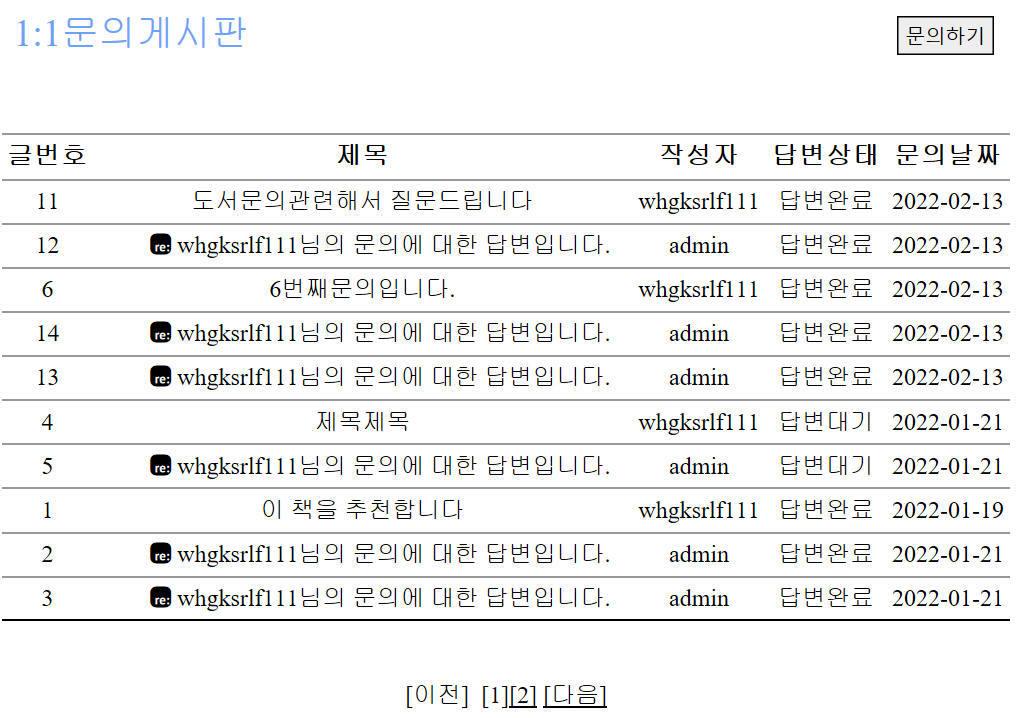 1:1문의게시판 문의하기
글번호 제목 작성자 답변상태 문의날짜
11 도서문의관련해서 질문드립니다 whgksrlf111 답변완료 2022-02-13
12 re: whgksrlf111님의 문의에 대한 답변입니다. admin 답변완료 2022-02-13
6 6번째문의입니다. whgksrlf111 답변완료 2022-02-13
14 re: whgksrlf111님의 문의에 대한 답변입니다. admin 답변완료 2022-02-13
13 re: whgksrlf111님의 문의에 대한 답변입니다. admin 답변완료 2022-02-13
4 제목제목 whgksrlf111 답변대기 2022-01-21
5 re: whgksrlf111님의 문의에 대한 답변입니다. admin 답변대기 2022-01-21
1 이 책을 추천합니다 whgksrlf111 답변완료 2022-01-19
2 re: whgksrlf111님의 문의에 대한 답변입니다. admin 답변완료 2022-01-21
3 re: whgksrlf111님의 문의에 대한 답변입니다. admin 답변완료 2022-01-21
[이전] [1][2] [다음]